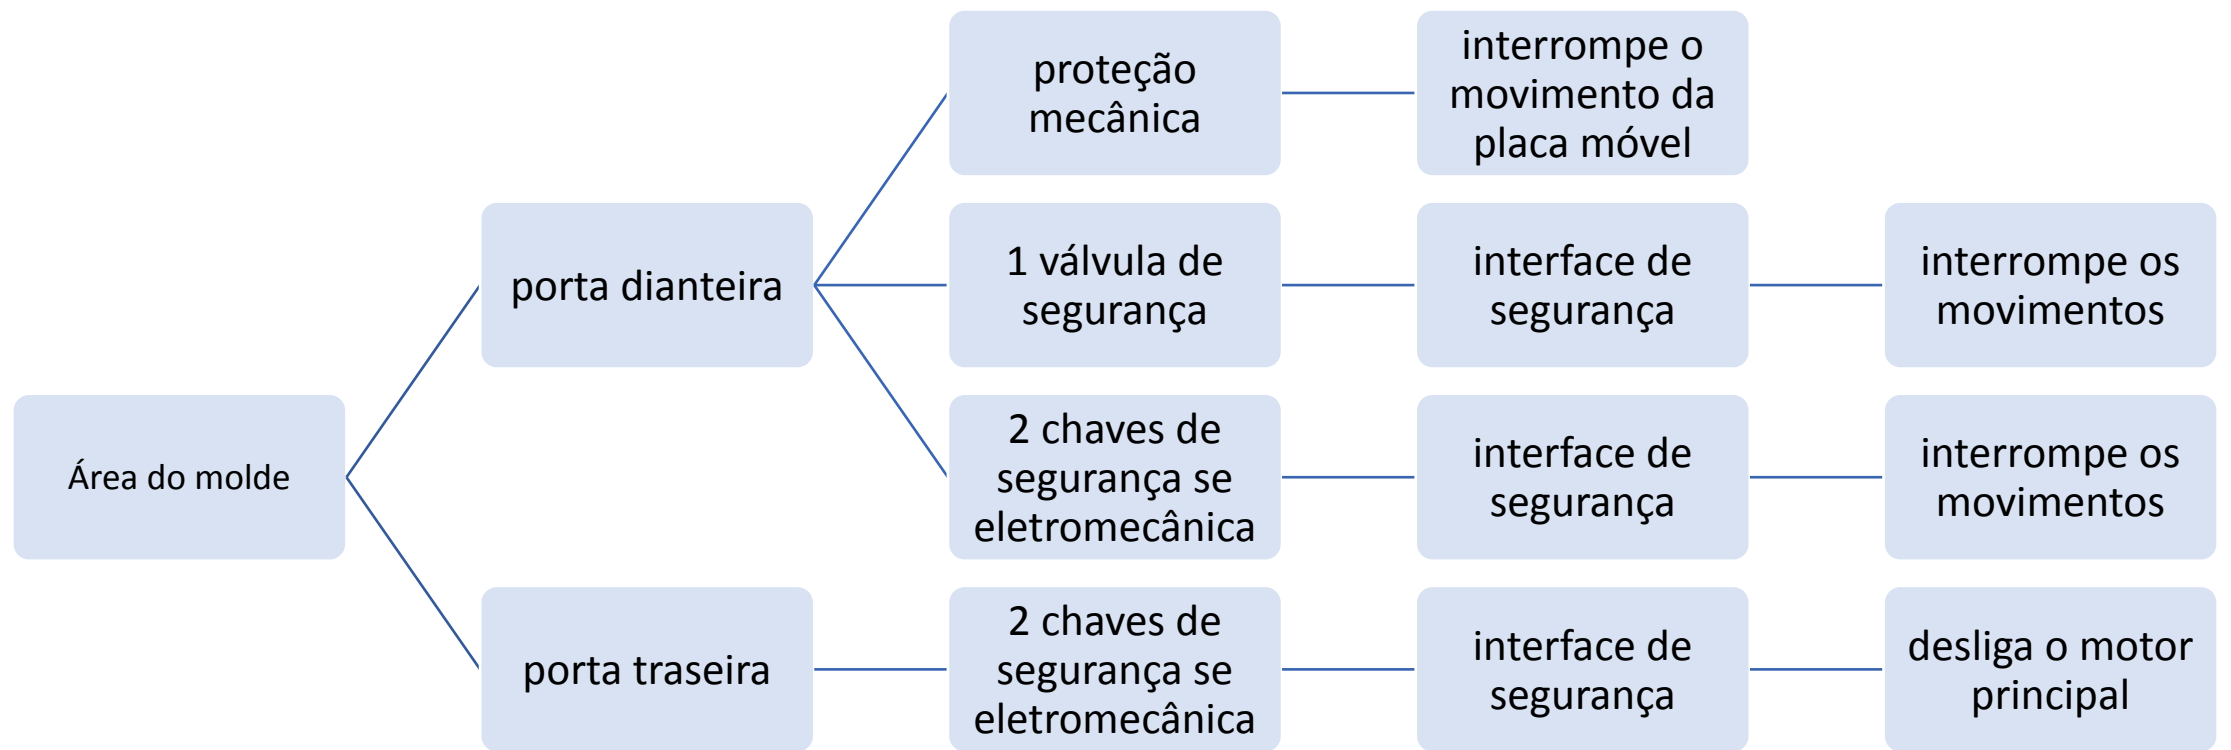 Área do molde
porta dianteira
proteção
mecânica
interrompe o
movimento da
placa móvel
1 válvula de
segurança
interface de
segurança
interrompe os
movimentos
2 chaves de
segurança se
eletromecânica
interface de
segurança
interrompe os
movimentos
porta traseira
2 chaves de
segurança se
eletromecânica
interface de
segurança
desliga o motor
principal